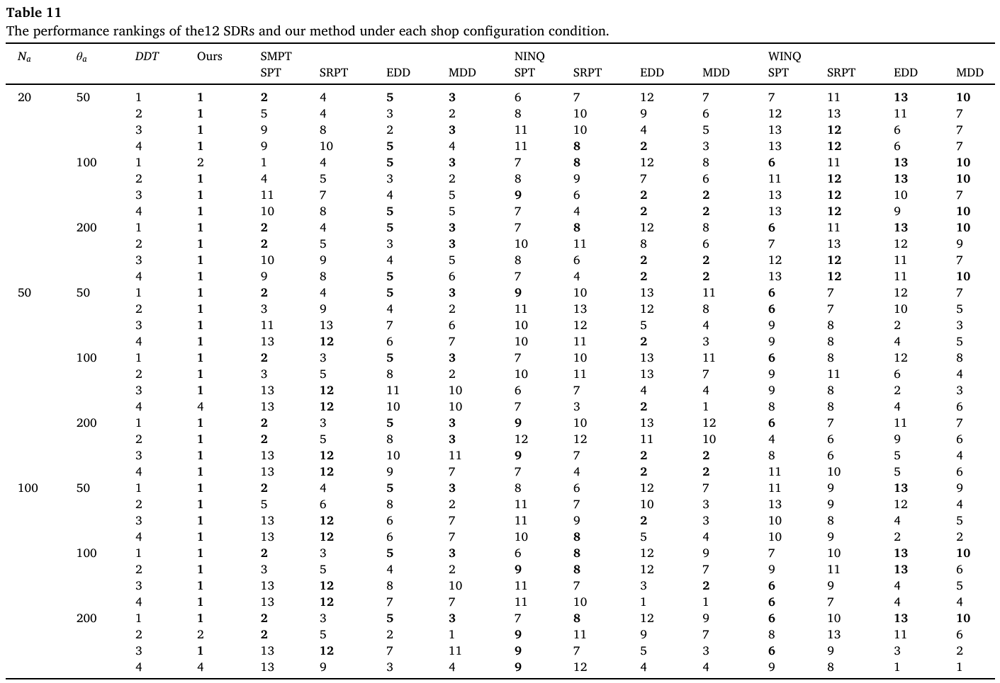 Table 11
The performance rankings of the12 SDRs and our method under each shop configuration condition.
Nₐ θₐ DDT Ours SMPT NINQ WINQ
SPT SRPT EDD MDD SPT SRPT EDD MDD SPT SRPT EDD MDD
20 50 1 1 2 4 5 3 6 7 12 7 7 11 13 10
2 1 5 4 3 2 8 10 9 6 12 13 11 7
3 1 9 8 2 3 11 10 4 5 13 12 6 7
4 1 9 10 5 4 11 8 2 3 13 12 6 7
100 1 2 1 4 5 3 7 8 12 8 6 11 13 10
2 1 4 5 3 2 8 9 7 6 11 12 13 10
3 1 11 7 4 5 9 6 2 2 13 12 10 7
4 1 10 8 5 5 7 4 2 2 13 12 9 10
200 1 1 2 4 5 3 7 8 12 8 6 11 13 10
2 1 2 5 3 3 10 11 8 6 7 13 12 9
3 1 10 9 4 5 8 6 2 2 12 12 11 7
4 1 9 8 5 6 7 4 2 2 13 12 11 10
50 50 1 1 2 4 5 3 9 10 13 11 6 7 12 7
2 1 3 9 4 2 11 13 12 8 6 7 10 5
3 1 11 13 7 6 10 12 5 4 9 8 2 3
4 1 13 12 6 7 10 11 2 3 9 8 4 5
100 1 1 2 3 5 3 7 10 13 11 6 8 12 8
2 1 3 5 8 2 10 11 13 7 9 11 6 4
3 1 13 12 11 10 6 7 4 4 9 8 2 3
4 4 13 12 10 10 7 3 2 1 8 8 4 6
200 1 1 2 3 5 3 9 10 13 12 6 7 11 7
2 1 2 5 8 3 12 12 11 10 4 6 9 6
3 1 13 12 10 11 9 7 2 2 8 6 5 4
4 1 13 12 9 7 7 4 2 2 11 10 5 6
100 50 1 1 2 4 5 3 8 6 12 7 11 9 13 9
2 1 5 6 8 2 11 7 10 3 13 9 12 4
3 1 13 12 6 7 11 9 2 3 10 8 4 5
4 1 13 12 6 7 10 8 5 4 10 9 2 2
100 1 1 2 3 5 3 6 8 12 9 7 10 13 10
2 1 3 5 4 2 9 8 12 7 9 11 13 6
3 1 13 12 8 10 11 7 3 2 6 9 4 5
4 1 13 12 7 7 11 10 1 1 6 7 4 4
200 1 1 2 3 5 3 7 8 12 9 6 10 13 10
2 2 2 5 2 1 9 11 9 7 8 13 11 6
3 1 13 12 7 11 9 7 5 3 6 9 3 2
4 4 13 9 3 4 9 12 4 4 9 8 1 1